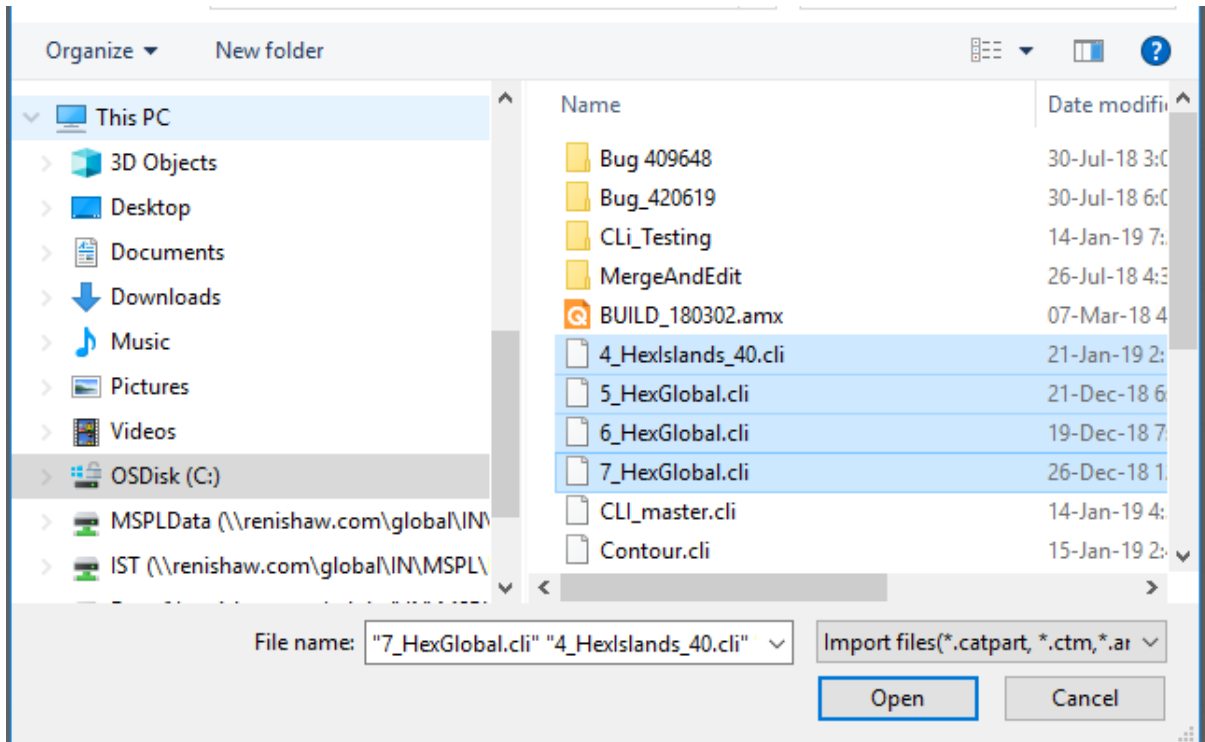 Organize New folder ?
This PC
3D Objects
Desktop
Documents
Downloads
Music
Pictures
Videos
OSDisk (C:)
MSPLData (\\renishaw.com\global\IN\
IST (\\renishaw.com\global\IN\MSPL\
Name Date modifi
Bug 409648 30-Jul-18 3:0
Bug_420619 30-Jul-18 6:0
CLi_Testing 14-Jan-19 7:
MergeAndEdit 26-Jul-18 4:3
BUILD_180302.amx 07-Mar-18 4
4_HexIslands_40.cli 21-Jan-19 2:
5_HexGlobal.cli 21-Dec-18 6:
6_HexGlobal.cli 19-Dec-18 7:
7_HexGlobal.cli 26-Dec-18 1
CLI_master.cli 14-Jan-19 4:
Contour.cli 15-Jan-19 2:
File name: "7_HexGlobal.cli" "4_HexIslands_40.cli" Import files(*.catpart, *.ctm,*.ar
Open Cancel